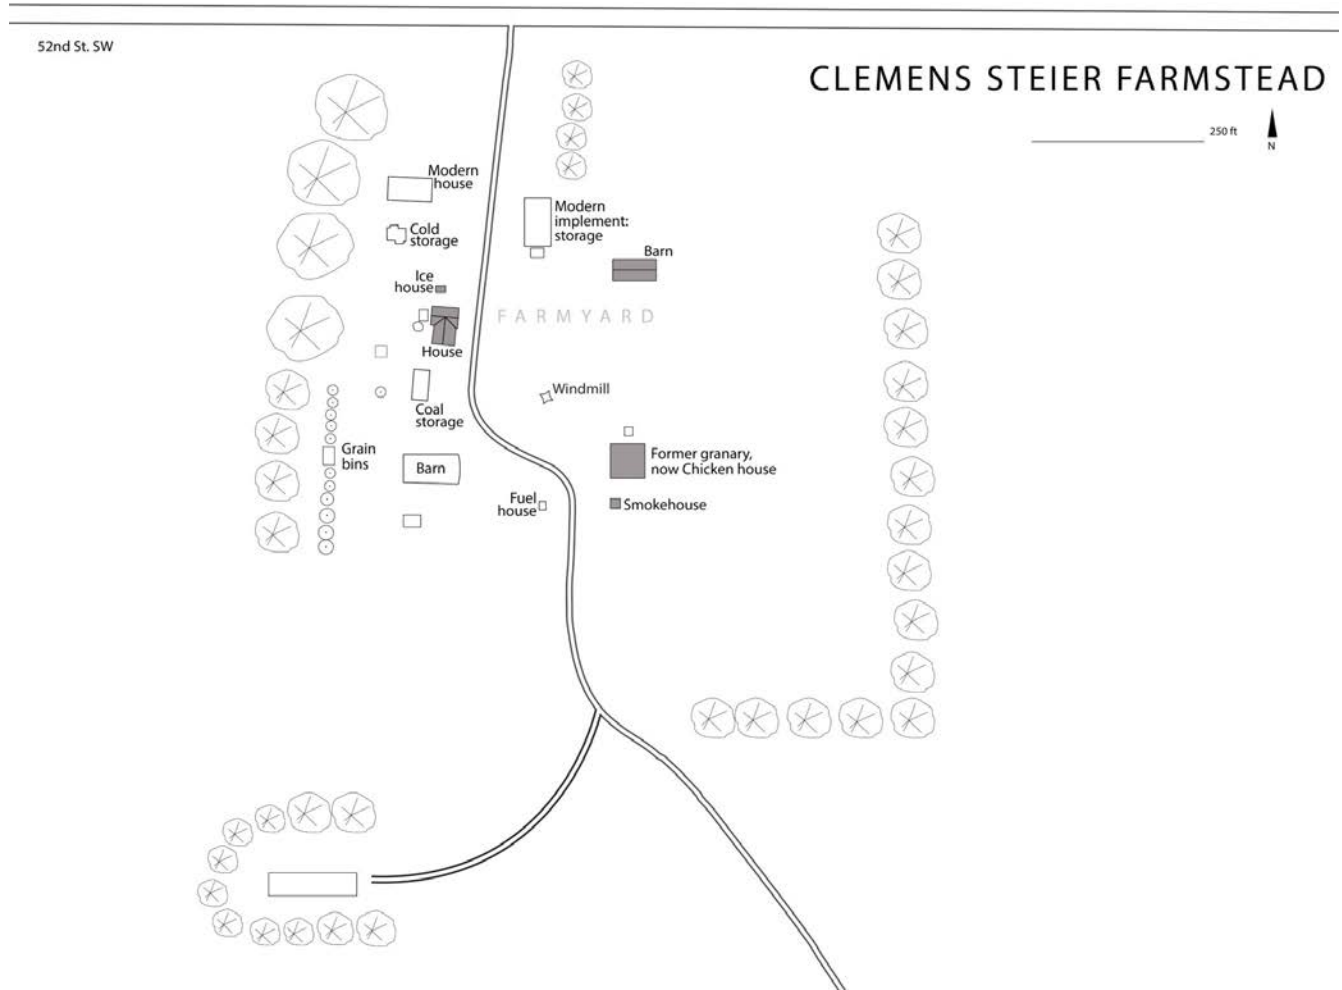 52nd St. SW
CLEMENS STEIER FARMSTEAD
250 ft
N
Modern
house
Modern
implement:
storage
Cold
storage
Barn
Ice
house
FARMYARD
House
Windmill
Coal
storage
Grain
bins
Barn
Former granary,
now Chicken house
Fuel
house
Smokehouse